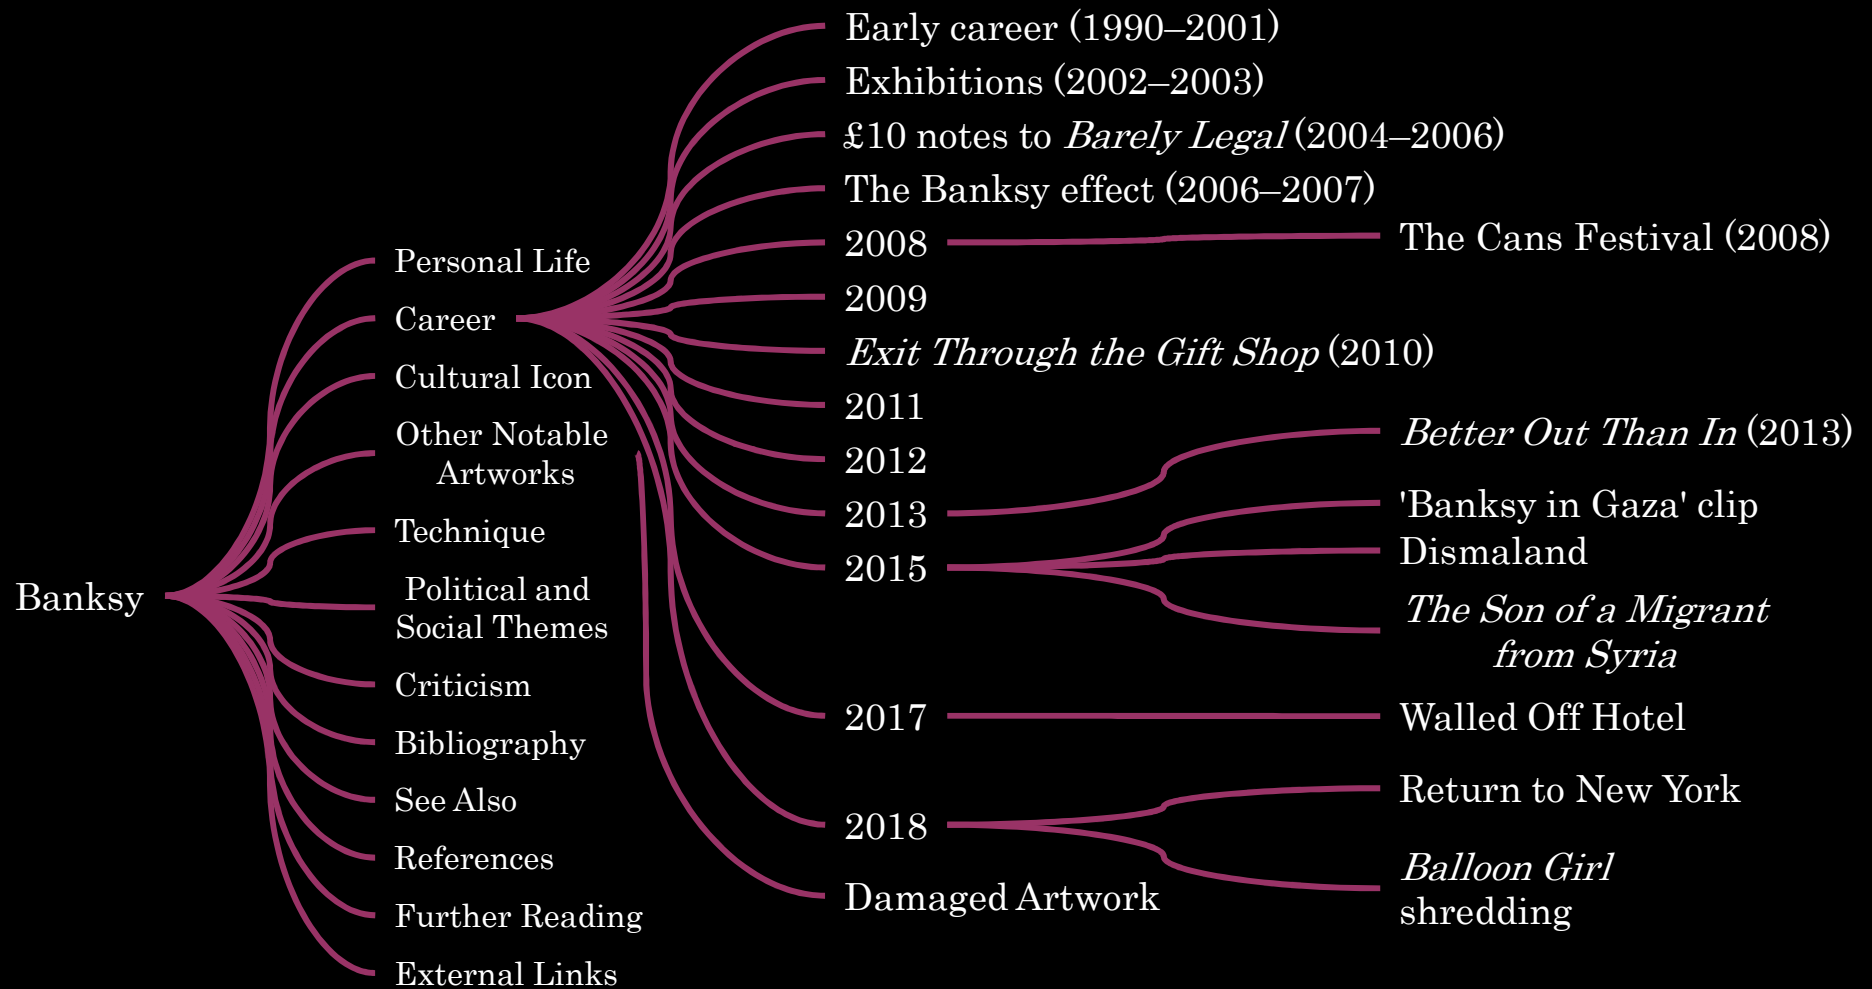 Banksy
Personal Life
Career
Cultural Icon
Other Notable
Artworks
Technique
Political and
Social Themes
Criticism
Bibliography
See Also
References
Further Reading
External Links
Early career (1990–2001)
Exhibitions (2002–2003)
£10 notes to Barely Legal (2004–2006)
The Banksy effect (2006–2007)
2008
2009
Exit Through the Gift Shop (2010)
2011
2012
2013
2015
2017
2018
Damaged Artwork
The Cans Festival (2008)
Better Out Than In (2013)
'Banksy in Gaza' clip
Dismaland
The Son of a Migrant
from Syria
Walled Off Hotel
Return to New York
Balloon Girl
shredding